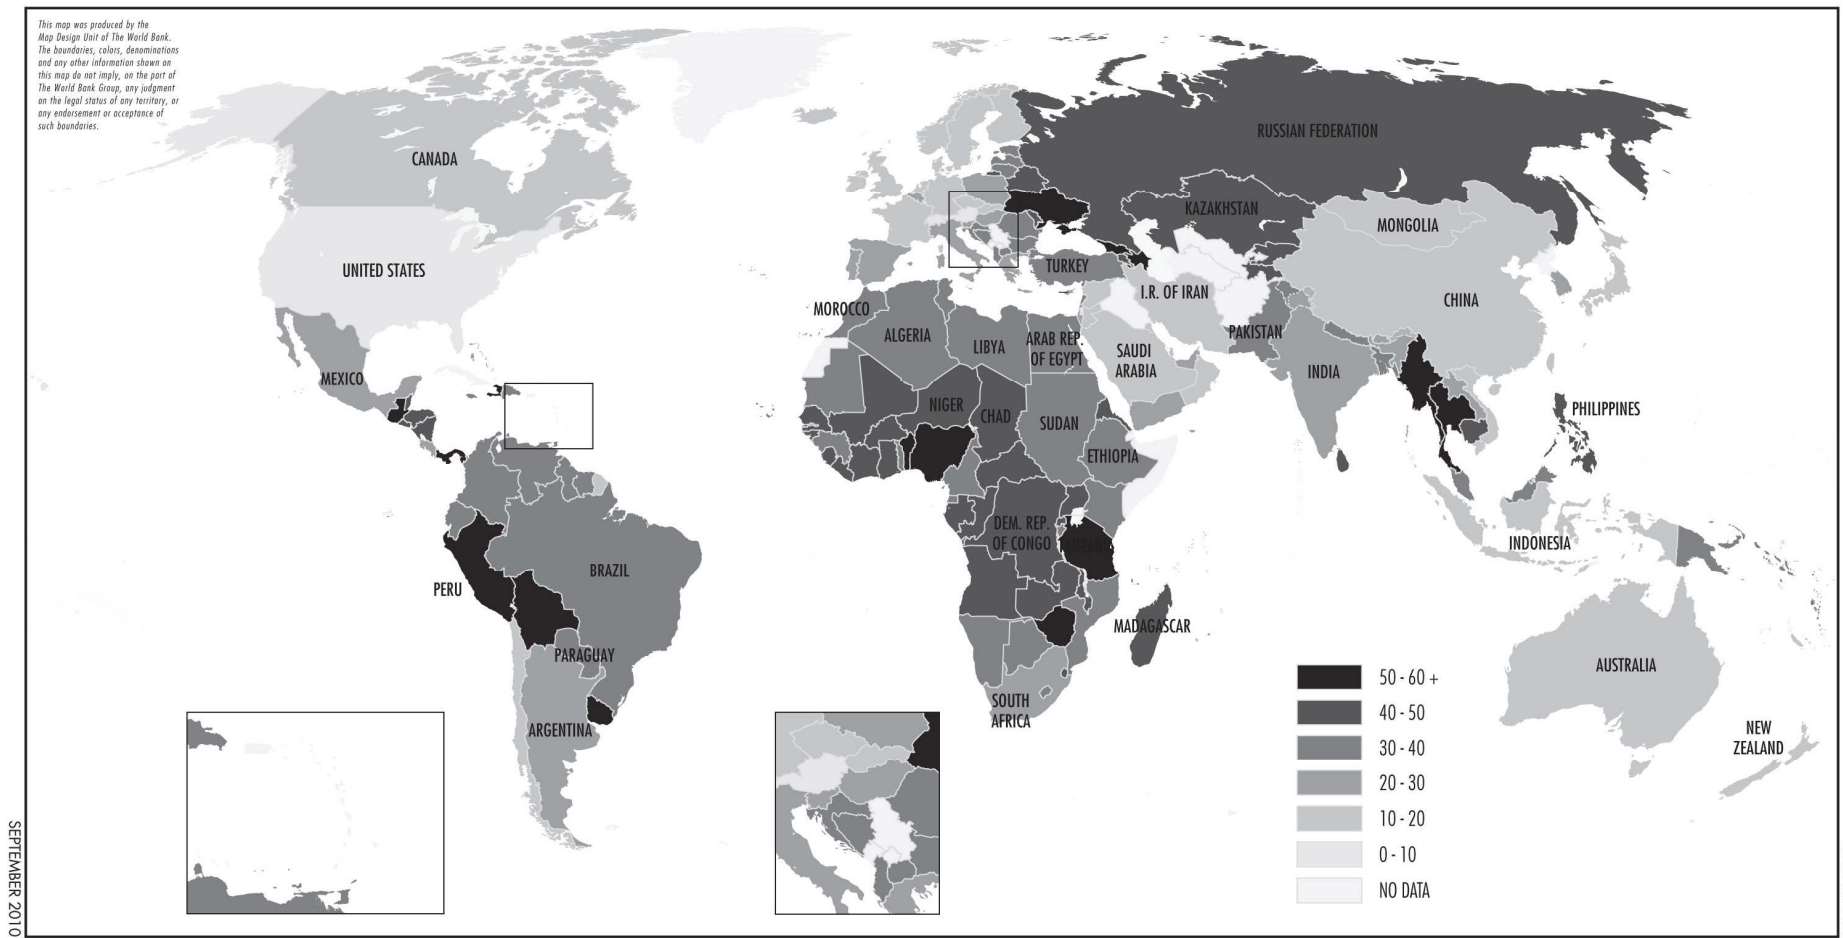 This map was produced by the
Map Design Unit of The World Bank.
The boundaries, colors, denominations
and any other information shown on
this map do not imply, on the part of
The World Bank Group, any judgment
on the legal status of any territory, or
any endorsement or acceptance of
such boundaries.
RUSSIAN FEDERATION
CANADA
KAZAKHSTAN
MONGOLIA
UNITED STATES
TURKEY
I.R. OF IRAN
CHINA
MOROCCO
ALGERIA
LIBYA
ARAB REP.
OF EGYPT
PAKISTAN
SAUDI
ARABIA
INDIA
MEXICO
NIGER
CHAD
SUDAN
PHILIPPINES
ETHIOPIA
DEM. REP.
OF CONGO
TANZANIA
INDONESIA
BRAZIL
PERU
MADAGASCAR
PARAGUAY
AUSTRALIA
SOUTH
AFRICA
ARGENTINA
NEW
ZEALAND
50 - 60 +
40 - 50
30 - 40
20 - 30
10 - 20
0 - 10
NO DATA
SEPTEMBER 2010